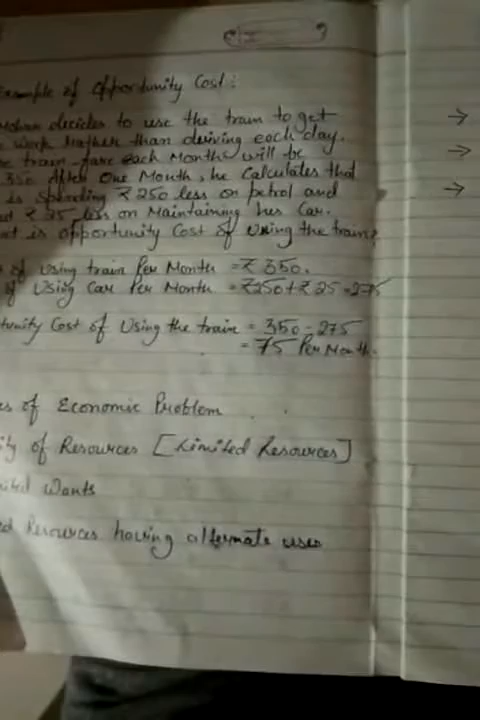 Example of Opportunity Cost:
Mohan decides to use the train to get
work rather than driving each day.
train fare each Months will be
350. After One Month, he Calculates that
is spending ₹250 less on petrol and
₹25 less on Maintaining his Car.
is opportunity Cost of using the train?
of Using train Per Month = ₹350.
of Using Car Per Month = ₹250+₹25=275
Cost of Using the train = 350-275
= 75 Per Month.
of Economic Problem
of Resources [Limited Resources]
Wants
Resources having alternate uses
→
→
→